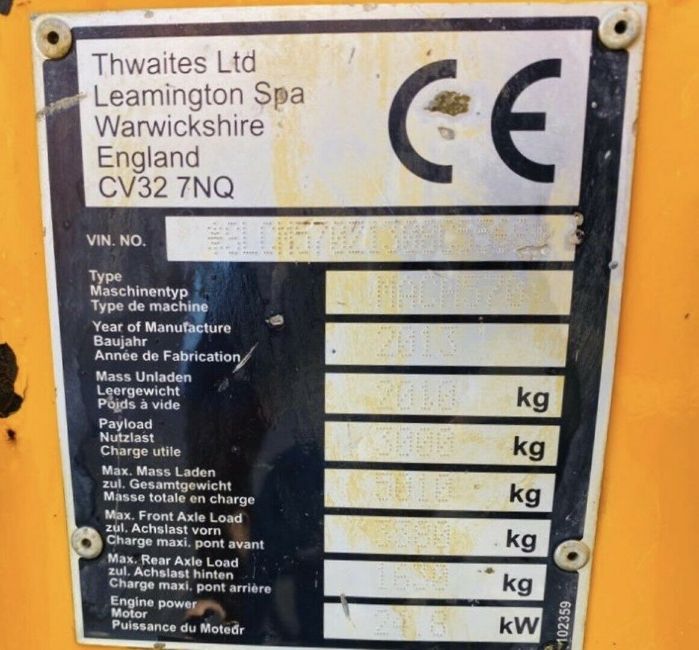 Thwaites Ltd
Leamington Spa
Warwickshire
England
CV32 7NQ
CE
VIN. NO.
Type
Maschinentyp
Type de machine
Year of Manufacture
Baujahr
Année de Fabrication
2013
Mass Unladen
Leergewicht
Poids à vide
2010 kg
Payload
Nutzlast
Charge utile
3000 kg
Max. Mass Laden
zul. Gesamtgewicht
Masse totale en charge
kg
Max. Front Axle Load
zul. Achslast vorn
Charge maxi. pont avant
kg
Max. Rear Axle Load
zul. Achslast hinten
Charge maxi. pont arrière
kg
Engine power
Motor
Puissance du Moteur
kW
102359